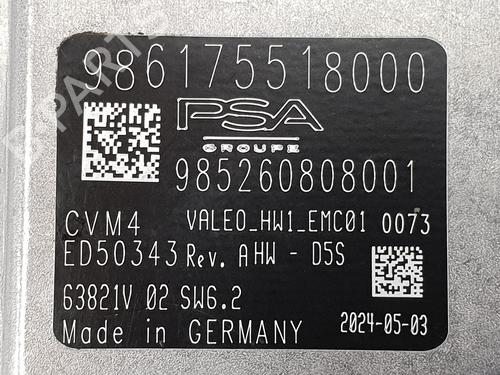 986175518000
PSA
GROUPE
985260808001
CVM4 VALEO_HW1_EMC01 0073
ED50343 Rev. A HW - D5S
63821V 02 SW6.2
Made in GERMANY 2024-05-03